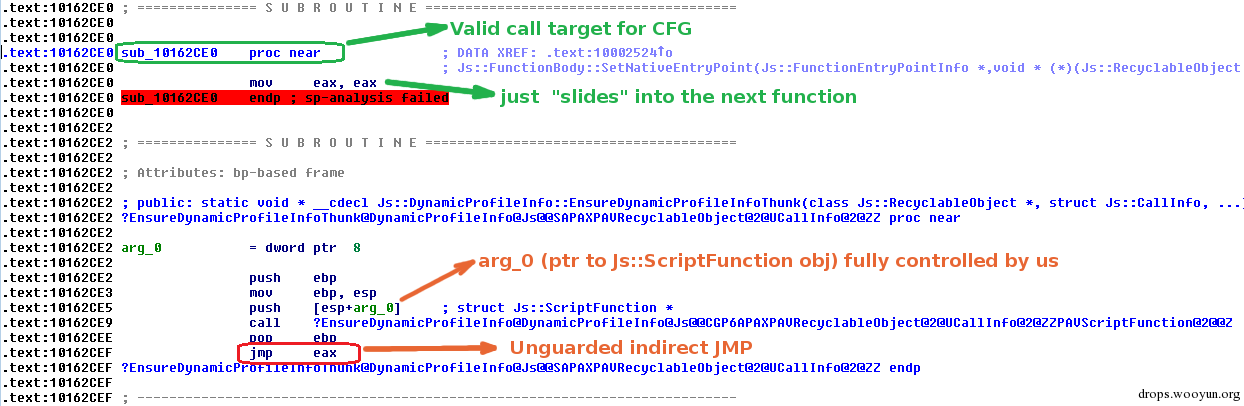 .text:10162CE0 ; =============== S U B R O U T I N E =======================================
.text:10162CE0
.text:10162CE0 Valid call target for CFG
.text:10162CE0 sub_10162CE0 proc near ; DATA XREF: .text:10002524↑o
.text:10162CE0 ; Js::FunctionBody::SetNativeEntryPoint(Js::FunctionEntryPointInfo *,void * (*)(Js::RecyclableObject
.text:10162CE0 mov eax, eax
.text:10162CE0 sub_10162CE0 endp ; sp-analysis failed just "slides" into the next function
.text:10162CE0
.text:10162CE2
.text:10162CE2 ; =============== S U B R O U T I N E =======================================
.text:10162CE2
.text:10162CE2 ; Attributes: bp-based frame
.text:10162CE2
.text:10162CE2 ; public: static void * __cdecl Js::DynamicProfileInfo::EnsureDynamicProfileInfoThunk(class Js::RecyclableObject *, struct Js::CallInfo, ...)
.text:10162CE2 ?EnsureDynamicProfileInfoThunk@DynamicProfileInfo@Js@@SAPAXPAVRecyclableObject@2@UCallInfo@2@ZZ proc near
.text:10162CE2
.text:10162CE2 arg_0 = dword ptr 8
.text:10162CE2 arg_0 (ptr to Js::ScriptFunction obj) fully controlled by us
.text:10162CE2 push ebp
.text:10162CE3 mov ebp, esp
.text:10162CE5 push [esp+arg_0] ; struct Js::ScriptFunction *
.text:10162CE9 call ?EnsureDynamicProfileInfo@DynamicProfileInfo@Js@@CGP6APAXPAVRecyclableObject@2@UCallInfo@2@ZZPAVScriptFunction@2@@Z
.text:10162CEE pop ebp
.text:10162CEF jmp eax Unguarded indirect JMP
.text:10162CEF ?EnsureDynamicProfileInfoThunk@DynamicProfileInfo@Js@@SAPAXPAVRecyclableObject@2@UCallInfo@2@ZZ endp
.text:10162CEF
.text:10162CEF ; ---------------------------------------------------------------------------
drops.wooyun.org